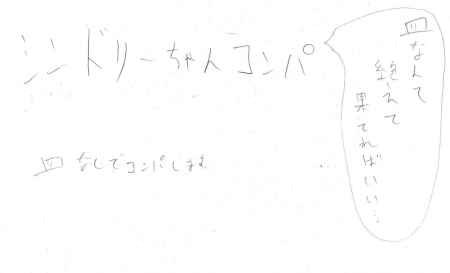 シンドリーちゃんコンパ
皿なんて
絶えて
果てればいい…
皿なしでコンパします
…